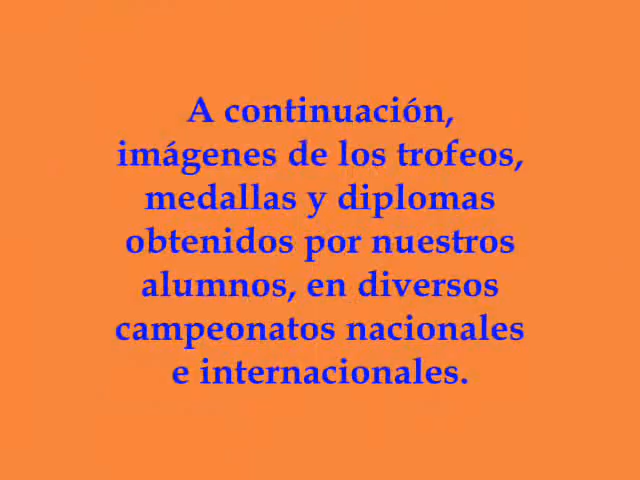 A continuación,
imágenes de los trofeos,
medallas y diplomas
obtenidos por nuestros
alumnos, en diversos
campeonatos nacionales
e internacionales.